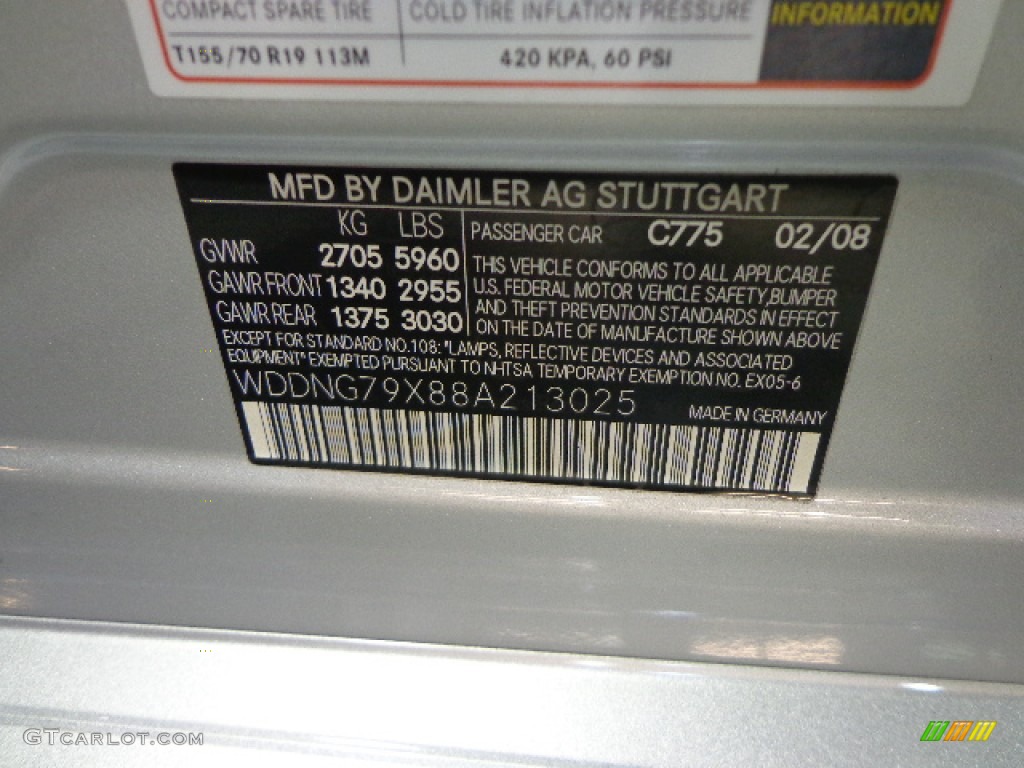 COMPACT SPARE TIRE COLD TIRE INFLATION PRESSURE INFORMATION
T155/70 R19 113M 420 KPA, 60 PSI
MFD BY DAIMLER AG STUTTGART
KG LBS
GVWR 2705 5960
GAWR FRONT 1340 2955
GAWR REAR 1375 3030
PASSENGER CAR C775 02/08
THIS VEHICLE CONFORMS TO ALL APPLICABLE
U.S. FEDERAL MOTOR VEHICLE SAFETY,BUMPER
AND THEFT PREVENTION STANDARDS IN EFFECT
ON THE DATE OF MANUFACTURE SHOWN ABOVE
EXCEPT FOR STANDARD NO.108: "LAMPS, REFLECTIVE DEVICES AND ASSOCIATED
EQUIPMENT" EXEMPTED PURSUANT TO NHTSA TEMPORARY EXEMPTION NO. EX05-6
WDDNG79X88A213025
MADE IN GERMANY
GTCARLOT.COM